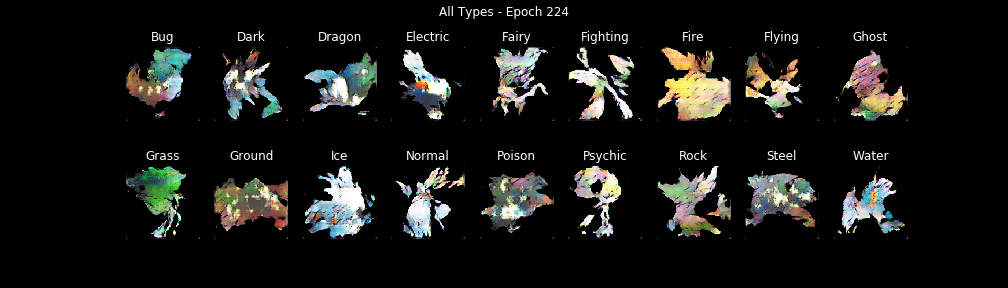 All Types - Epoch 224
Bug Dark Dragon Electric Fairy Fighting Fire Flying Ghost
Grass Ground Ice Normal Poison Psychic Rock Steel Water